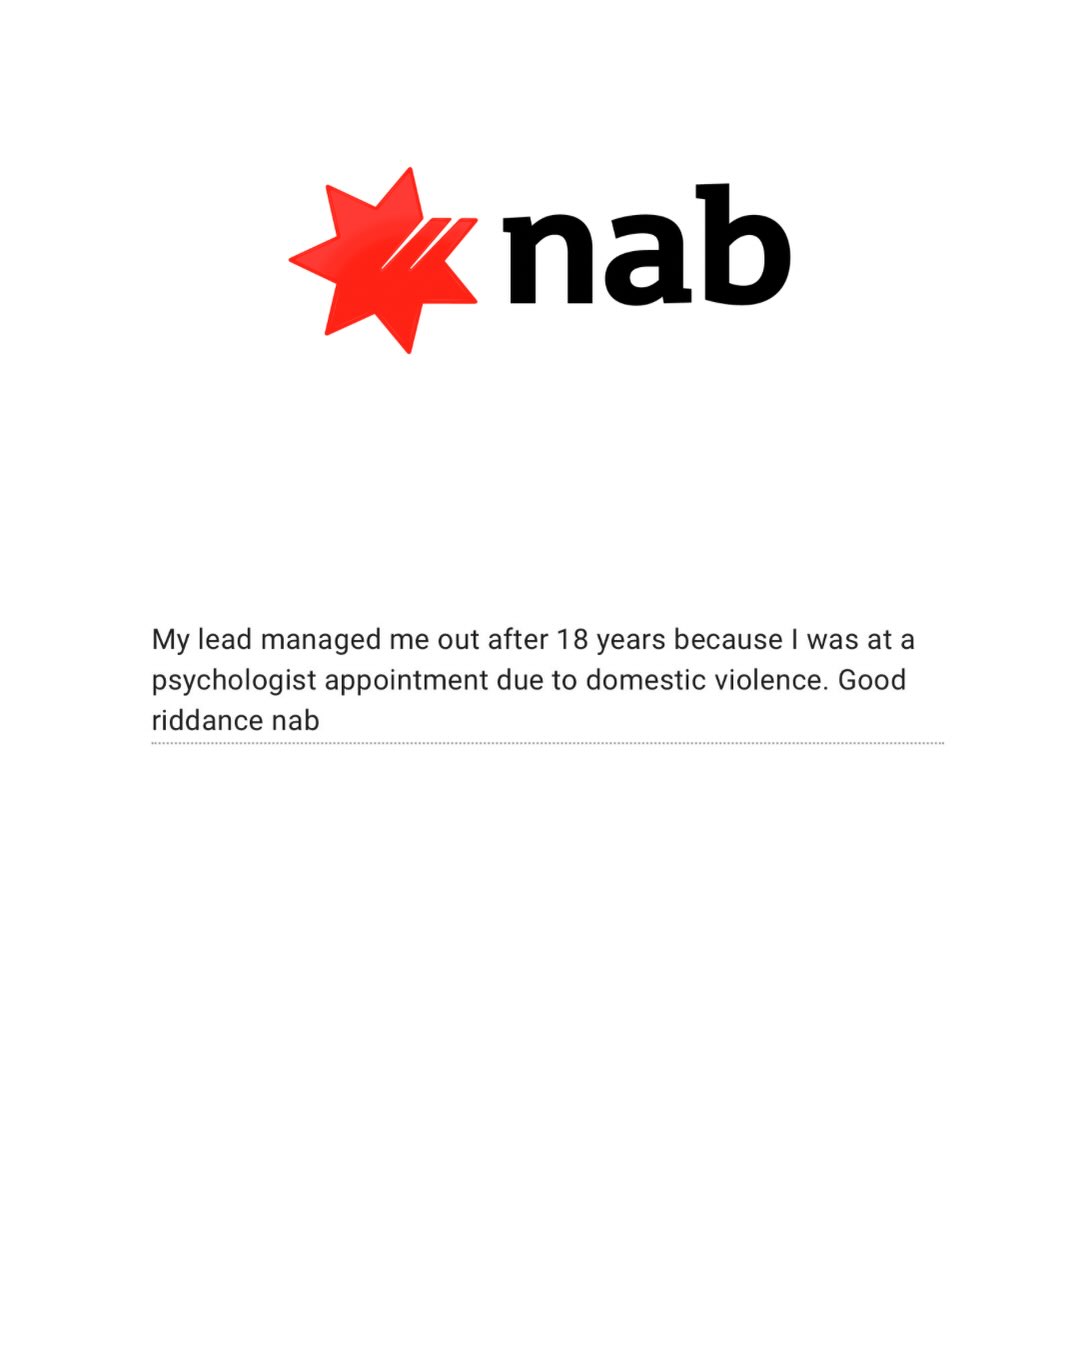 nab
My lead managed me out after 18 years because I was at a
psychologist appointment due to domestic violence. Good
riddance nab